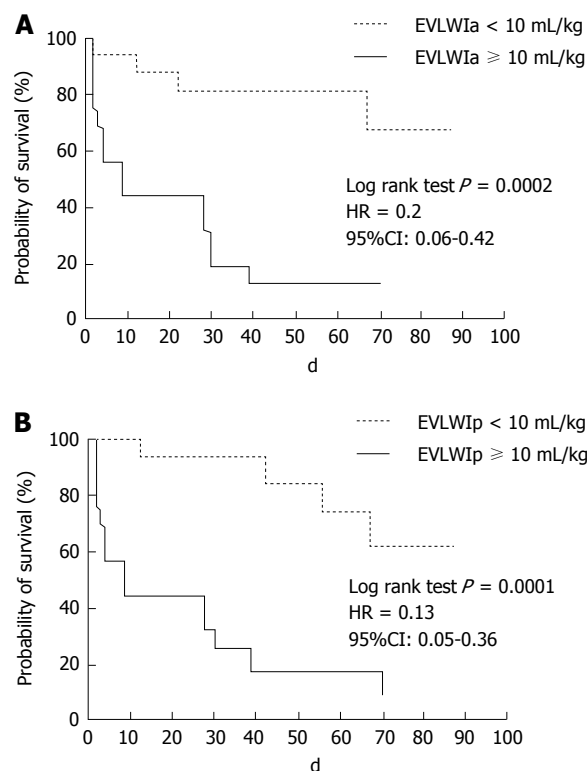 A
EVLWIa < 10 mL/kg
EVLWIa ⩾ 10 mL/kg
Probability of survival (%)
100
80
60
40
20
0
Log rank test P = 0.0002
HR = 0.2
95%CI: 0.06-0.42
0 10 20 30 40 50 60 70 80 90 100
d
B
EVLWIp < 10 mL/kg
EVLWIp ⩾ 10 mL/kg
Probability of survival (%)
100
80
60
40
20
0
Log rank test P = 0.0001
HR = 0.13
95%CI: 0.05-0.36
0 10 20 30 40 50 60 70 80 90 100
d